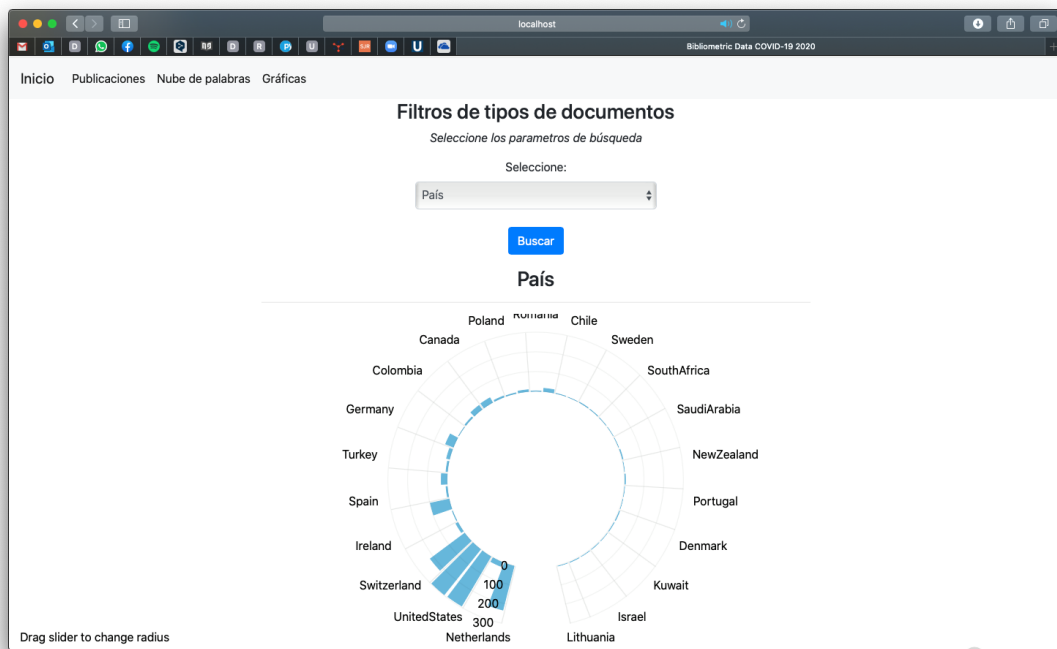 localhost
Bibliometric Data COVID-19 2020
Inicio Publicaciones Nube de palabras Gráficas
Filtros de tipos de documentos
Seleccione los parametros de búsqueda
Seleccione:
País
Buscar
País
Romania
Poland Chile
Canada Sweden
Colombia SouthAfrica
Germany SaudiArabia
Turkey NewZealand
Spain Portugal
Ireland Denmark
0
Switzerland 100 Kuwait
200
UnitedStates 300 Israel
Netherlands Lithuania
Drag slider to change radius